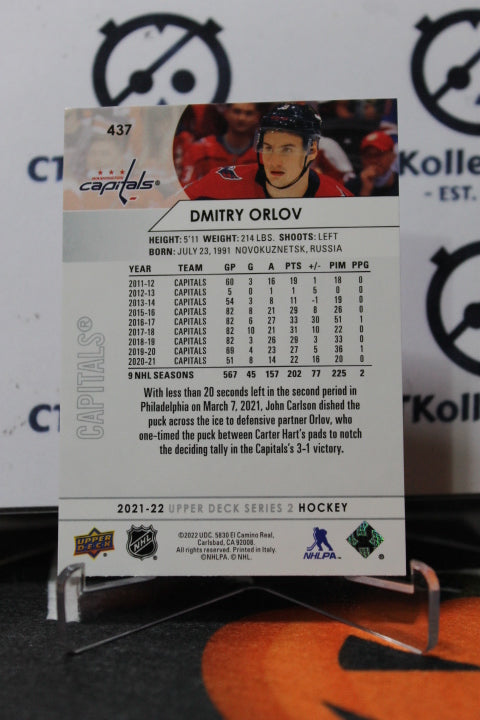 437
WASHINGTON
capitals
DMITRY ORLOV
HEIGHT: 5'11 WEIGHT: 214 LBS. SHOOTS: LEFT
BORN: JULY 23, 1991 NOVOKUZNETSK, RUSSIA
YEAR TEAM GP G A PTS +/- PIM PPG
2011-12 CAPITALS 60 3 16 19 1 18 0
2012-13 CAPITALS 5 0 1 1 5 0 0
2013-14 CAPITALS 54 3 8 11 -1 19 0
2015-16 CAPITALS 82 8 21 29 8 26 0
2016-17 CAPITALS 82 6 27 33 30 51 1
2017-18 CAPITALS 82 10 21 31 10 22 0
2018-19 CAPITALS 82 3 26 29 3 33 0
2019-20 CAPITALS 69 4 23 27 5 36 1
2020-21 CAPITALS 51 8 14 22 16 20 0
9 NHL SEASONS 567 45 157 202 77 225 2
CAPITALS®
With less than 20 seconds left in the second period in
Philadelphia on March 7, 2021, John Carlson dished the
puck across the ice to defensive partner Orlov, who
one-timed the puck between Carter Hart's pads to notch
the deciding tally in the Capitals's 3-1 victory.
2021-22 UPPER DECK SERIES 2 HOCKEY
UPPER DECK
NHL
©2022 UDC. 5830 El Camino Real,
Carlsbad, CA 92008.
All rights reserved. Printed in Italy.
©NHLPA. © NHL.
NHLPA
CT
Kolle
- EST.
TKoll